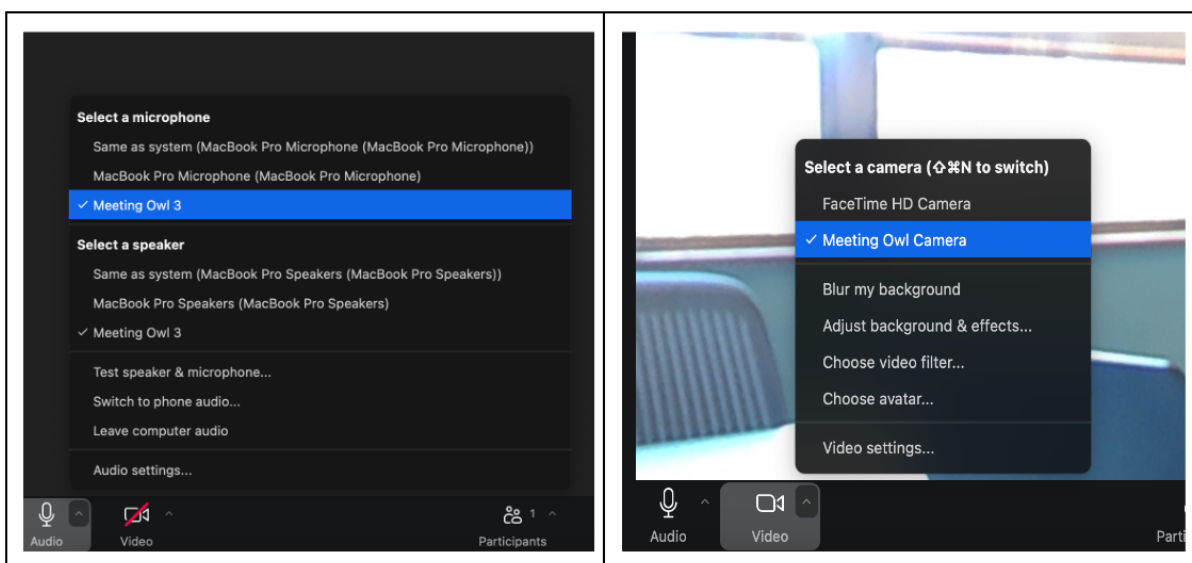 Select a microphone
Same as system (MacBook Pro Microphone (MacBook Pro Microphone))
MacBook Pro Microphone (MacBook Pro Microphone)
✓ Meeting Owl 3
Select a speaker
Same as system (MacBook Pro Speakers (MacBook Pro Speakers))
MacBook Pro Speakers (MacBook Pro Speakers)
✓ Meeting Owl 3
Test speaker & microphone...
Switch to phone audio...
Leave computer audio
Audio settings...
1
Audio
Video
Participants
Select a camera (⇧⌘N to switch)
FaceTime HD Camera
✓ Meeting Owl Camera
Blur my background
Adjust background & effects...
Choose video filter...
Choose avatar...
Video settings...
Audio
Video
Parti